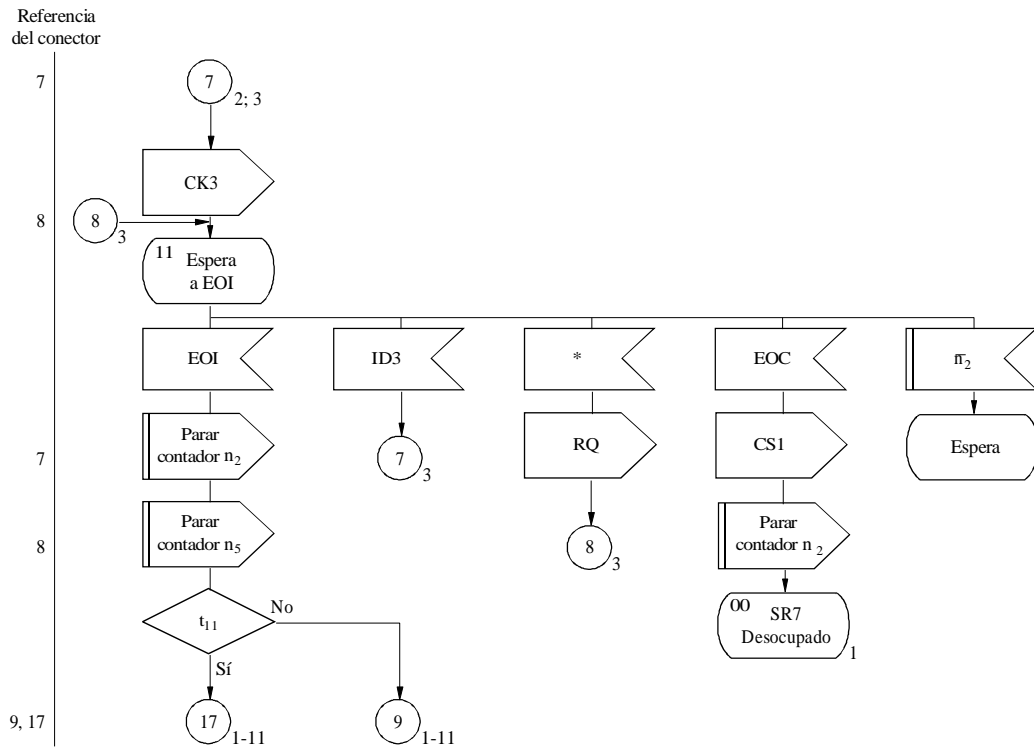 Referencia
del conector
7
7
2; 3
CK3
8
8
3
11
Espera
a EOI
EOI
ID3
*
EOC
n₂
Parar
contador n₂
7
3
RQ
CS1
Espera
7
Parar
contador n₅
8
3
Parar
contador n₂
8
t₁₁
No
Sí
00
SR7
Desocupado
1
9, 17
17
1-11
9
1-11